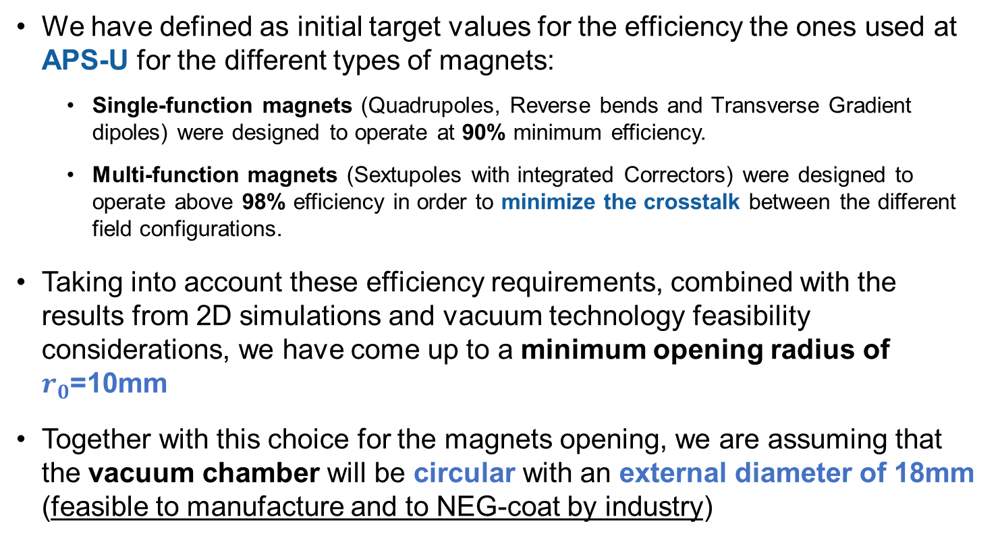 • We have defined as initial target values for the efficiency the ones used at
APS-U for the different types of magnets:
• Single-function magnets (Quadrupoles, Reverse bends and Transverse Gradient
dipoles) were designed to operate at 90% minimum efficiency.
• Multi-function magnets (Sextupoles with integrated Correctors) were designed to
operate above 98% efficiency in order to minimize the crosstalk between the different
field configurations.
• Taking into account these efficiency requirements, combined with the
results from 2D simulations and vacuum technology feasibility
considerations, we have come up to a minimum opening radius of
r₀=10mm
• Together with this choice for the magnets opening, we are assuming that
the vacuum chamber will be circular with an external diameter of 18mm
(feasible to manufacture and to NEG-coat by industry)